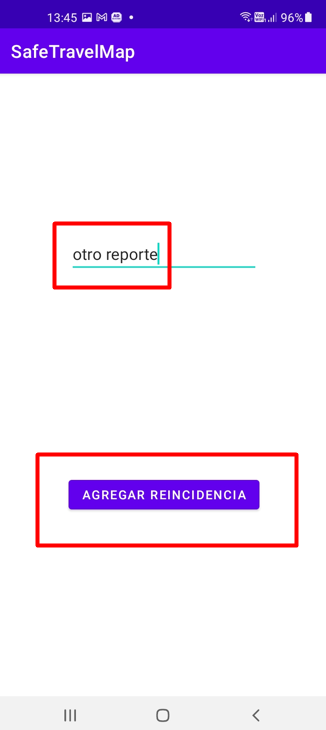 13:45 96%
SafeTravelMap
otro reporte
AGREGAR REINCIDENCIA